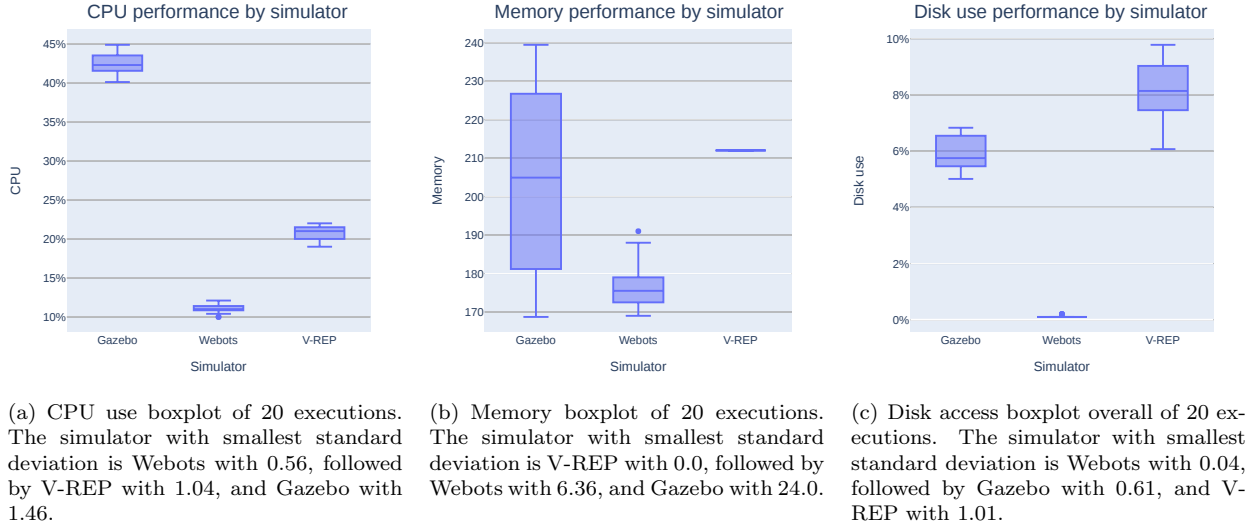 CPU performance by simulator
45%
40%
35%
30%
25%
20%
15%
10%
CPU
Gazebo
Webots
V-REP
Simulator
Memory performance by simulator
240
230
220
210
200
190
180
170
Memory
Gazebo
Webots
V-REP
Simulator
Disk use performance by simulator
10%
8%
6%
4%
2%
0%
Disk use
Gazebo
Webots
V-REP
Simulator
(a) CPU use boxplot of 20 executions.
The simulator with smallest standard
deviation is Webots with 0.56, followed
by V-REP with 1.04, and Gazebo with
1.46.
(b) Memory boxplot of 20 executions.
The simulator with smallest standard
deviation is V-REP with 0.0, followed by
Webots with 6.36, and Gazebo with 24.0.
(c) Disk access boxplot overall of 20 ex-
ecutions. The simulator with smallest
standard deviation is Webots with 0.04,
followed by Gazebo with 0.61, and V-
REP with 1.01.